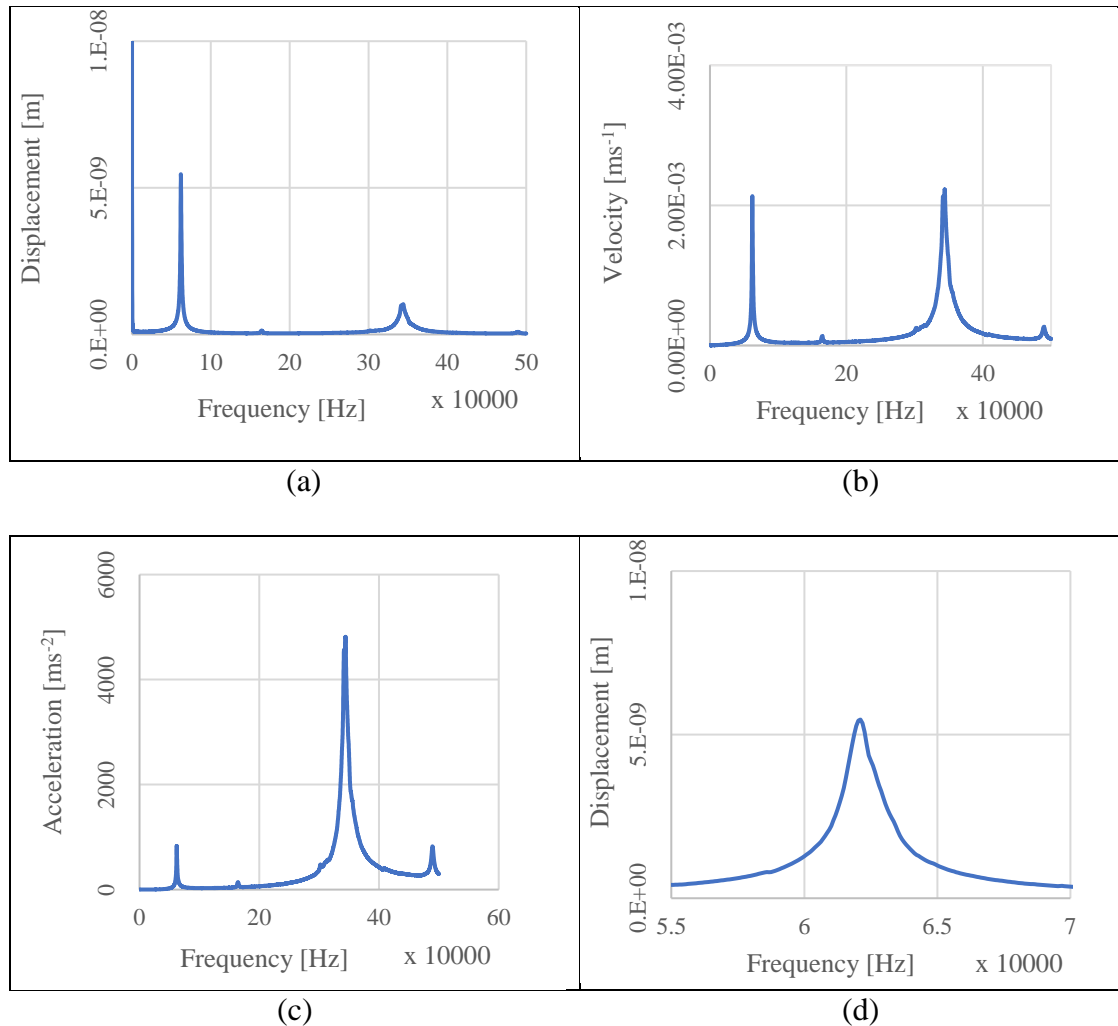 Displacement [m]
1.E-08
5.E-09
0.E+00
0 10 20 30 40 50
Frequency [Hz] x 10000
(a)
Velocity [ms-1]
4.00E-03
2.00E-03
0.00E+00
0 20 40
Frequency [Hz] x 10000
(b)
Acceleration [ms-2]
6000
4000
2000
0
0 20 40 60
Frequency [Hz] x 10000
(c)
Displacement [m]
1.E-08
5.E-09
0.E+00
5.5 6 6.5 7
Frequency [Hz] x 10000
(d)